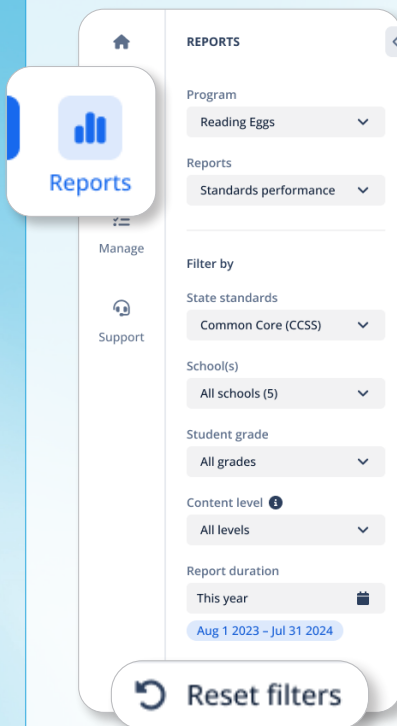 REPORTS
Reports
Manage
Support
Program
Reading Eggs
Reports
Standards performance
Filter by
State standards
Common Core (CCSS)
School(s)
All schools (5)
Student grade
All grades
Content level
All levels
Report duration
This year
Aug 1 2023 – Jul 31 2024
Reset filters